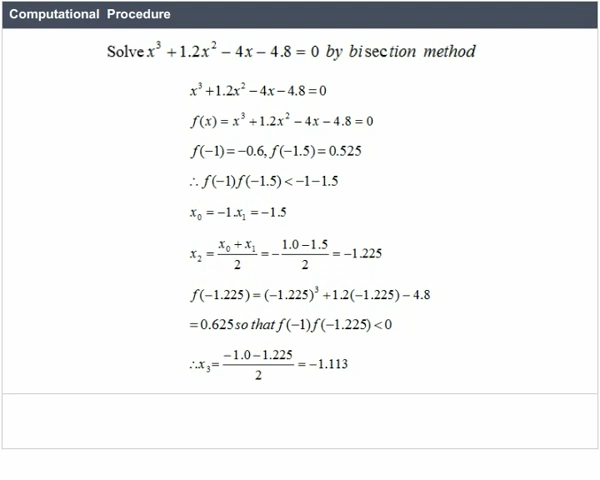 Computational Procedure
Solve x³ + 1.2x² − 4x − 4.8 = 0 by bisection method
x³ +1.2x² − 4x − 4.8 = 0
f(x) = x³ +1.2x² − 4x − 4.8 = 0
f(−1) = −0.6, f(−1.5) = 0.525
∴ f(−1)f(−1.5) < −1−1.5
x₀ = −1.x₁ = −1.5
x₂ = (x₀ + x₁)/2 = −(1.0 −1.5)/2 = −1.225
f(−1.225) = (−1.225)³ +1.2(−1.225) − 4.8
= 0.625 so that f(−1)f(−1.225) < 0
∴x₃ = (−1.0 −1.225)/2 = −1.113